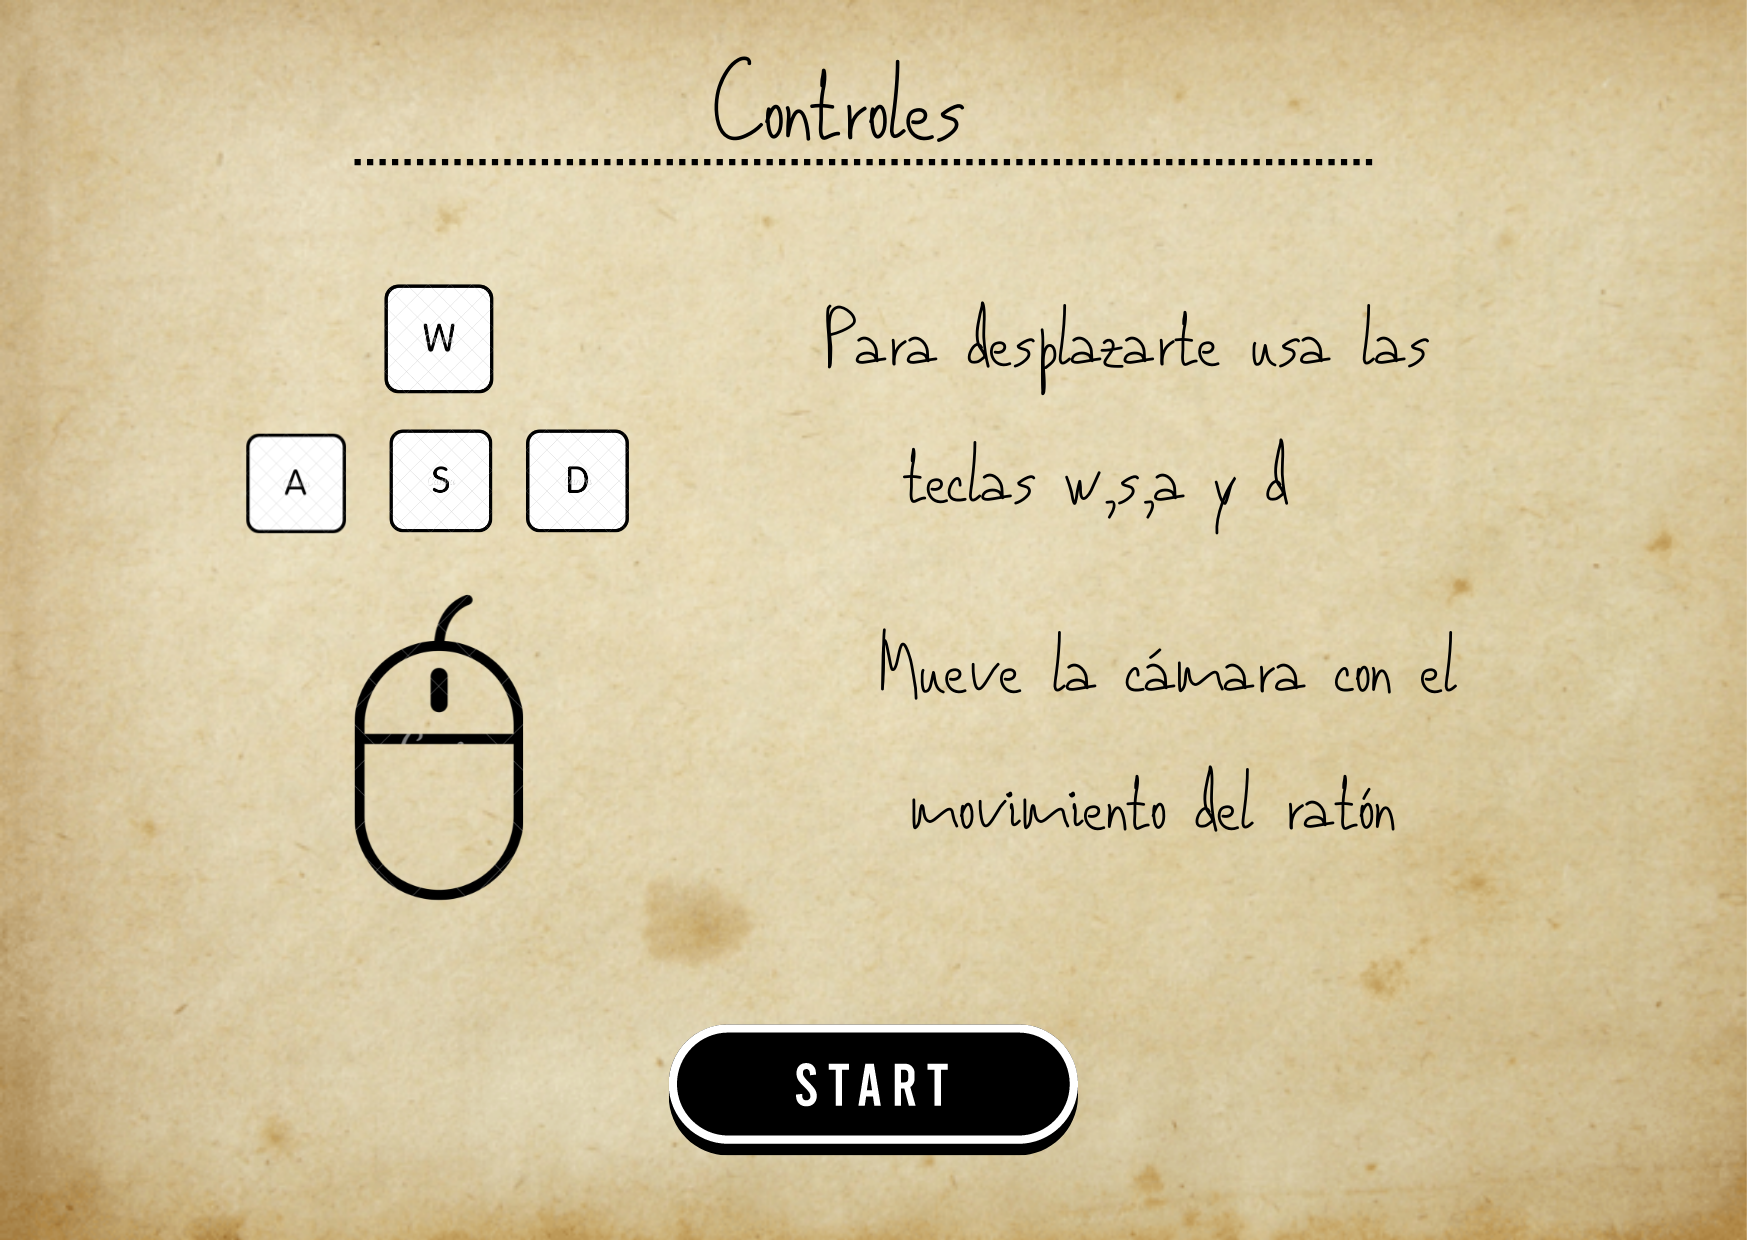 Controles
W
A S D
Para desplazarte usa las
teclas w,s,a y d
Mueve la cámara con el
movimiento del ratón
START